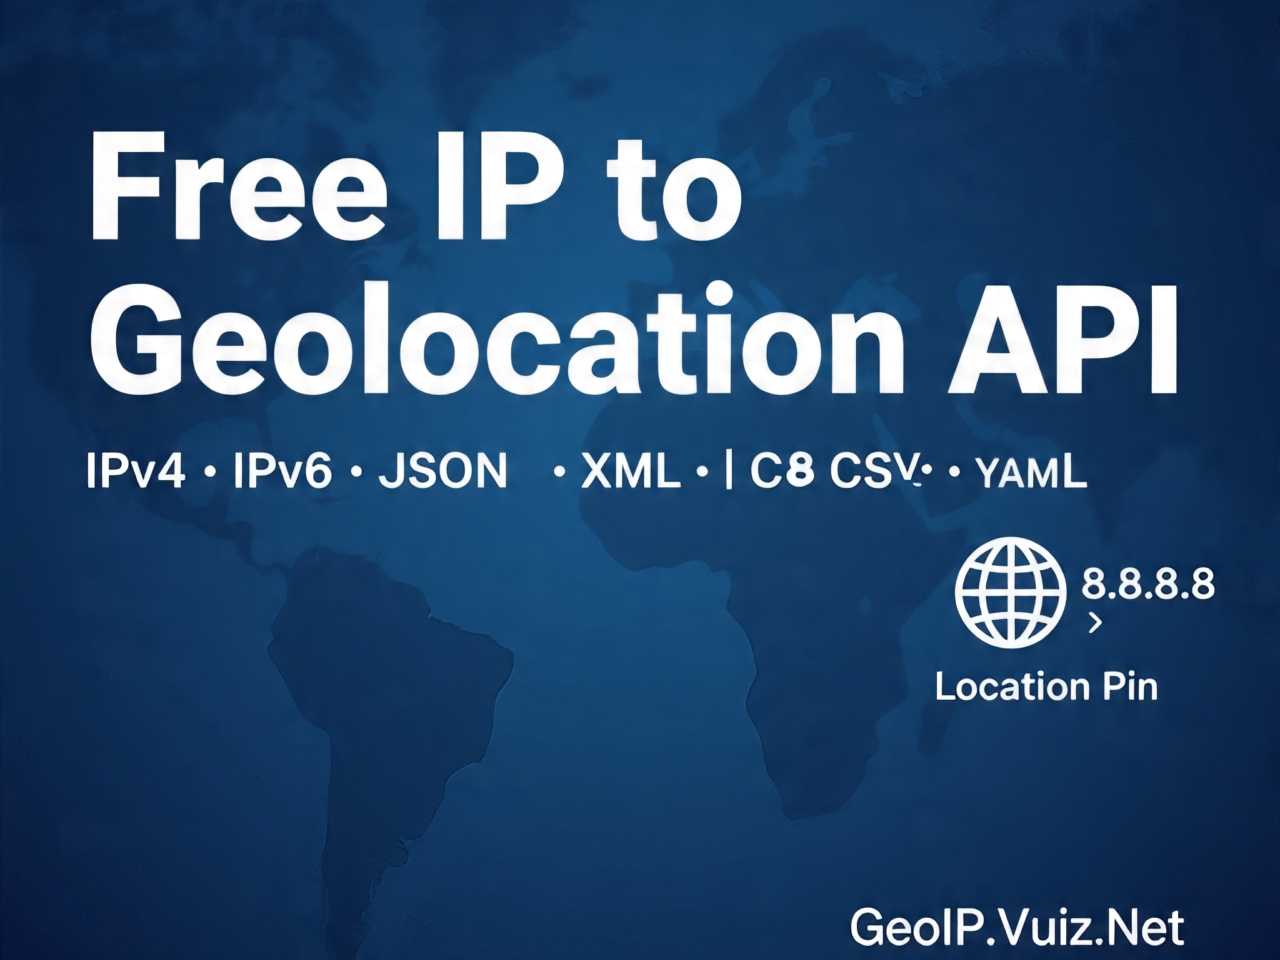 Free IP to
Geolocation API
IPv4 • IPv6 • JSON • XML • | C8 CSV• • YAML
8.8.8.8
>
Location Pin
GeoIP.Vuiz.Net